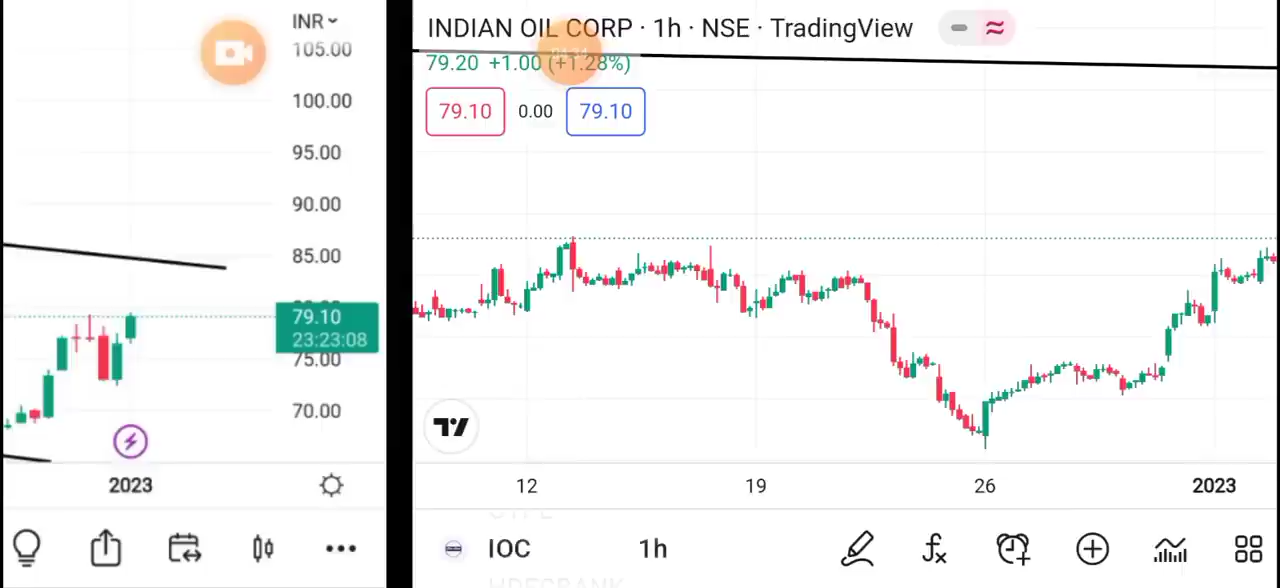 INR
105.00
100.00
95.00
90.00
85.00
79.10
23:23:08
75.00
70.00
2023
INDIAN OIL CORP · 1h · NSE · TradingView
79.20 +1.00 (+1.28%)
79.10 0.00 79.10
12 19 26 2023
IOC 1h